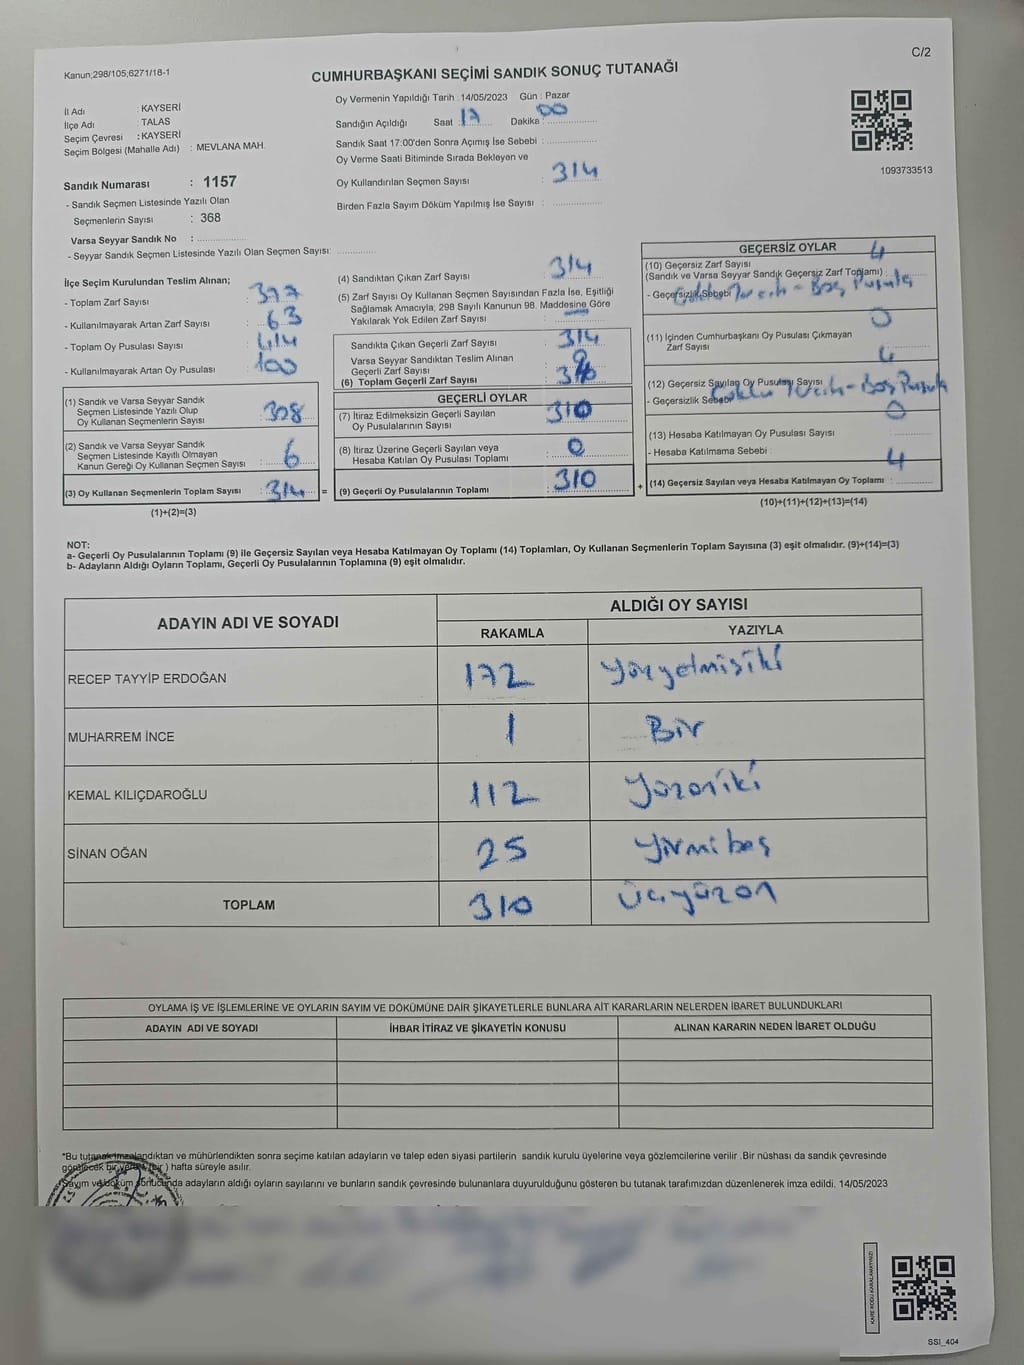 C/2
Kanun;298/105;6271/18-1
CUMHURBAŞKANI SEÇİMİ SANDIK SONUÇ TUTANAĞI
İl Adı : KAYSERİ
İlçe Adı : TALAS
Seçim Çevresi : KAYSERİ
Seçim Bölgesi (Mahalle Adı) : MEVLANA MAH.
Sandık Numarası : 1157
- Sandık Seçmen Listesinde Yazılı Olan
Seçmenlerin Sayısı : 368
Varsa Seyyar Sandık No :
- Seyyar Sandık Seçmen Listesinde Yazılı Olan Seçmen Sayısı:
Oy Vermenin Yapıldığı Tarih : 14/05/2023 Gün : Pazar
Sandığın Açıldığı Saat : 17 Dakika : 00
Sandık Saat 17:00'den Sonra Açımış İse Sebebi :
Oy Verme Saati Bitiminde Sırada Bekleyen ve
Oy Kullandırılan Seçmen Sayısı : 314
Birden Fazla Sayım Döküm Yapılmış İse Sayısı :
1093733513
İlçe Seçim Kurulundan Teslim Alınan;
- Toplam Zarf Sayısı : 377
- Kullanılmayarak Artan Zarf Sayısı : 63
- Toplam Oy Pusulası Sayısı : 414
- Kullanılmayarak Artan Oy Pusulası : 100
(1) Sandık ve Varsa Seyyar Sandık
Seçmen Listesinde Yazılı Olup
Oy Kullanan Seçmenlerin Sayısı : 308
(2) Sandık ve Varsa Seyyar Sandık
Seçmen Listesinde Kayıtlı Olmayan
Kanun Gereği Oy Kullanan Seçmen Sayısı : 6
(3) Oy Kullanan Seçmenlerin Toplam Sayısı : 314 =
(1)+(2)=(3)
(4) Sandıktan Çıkan Zarf Sayısı : 314
(5) Zarf Sayısı Oy Kullanan Seçmen Sayısından Fazla İse, Eşitliği
Sağlamak Amacıyla, 298 Sayılı Kanunun 98. Maddesine Göre
Yakılarak Yok Edilen Zarf Sayısı :
Sandıkta Çıkan Geçerli Zarf Sayısı : 314
Varsa Seyyar Sandıktan Teslim Alınan
Geçerli Zarf Sayısı :
(6) Toplam Geçerli Zarf Sayısı :
GEÇERLİ OYLAR
(7) İtiraz Edilmeksizin Geçerli Sayılan
Oy Pusulalarının Sayısı : 310
(8) İtiraz Üzerine Geçerli Sayılan veya
Hesaba Katılan Oy Pusulası Toplamı : 0
(9) Geçerli Oy Pusulalarının Toplamı : 310 +
GEÇERSİZ OYLAR
(10) Geçersiz Zarf Sayısı 4
(Sandık ve Varsa Seyyar Sandık Geçersiz Zarf Toplamı) :
- Geçersizlik Sebebi : Boş Pusula
(11) İçinden Cumhurbaşkanı Oy Pusulası Çıkmayan 0
Zarf Sayısı
(12) Geçersiz Sayılan Oy Pusulası Sayısı 4
- Geçersizlik Sebebi Boş Pusula
(13) Hesaba Katılmayan Oy Pusulası Sayısı : 0
- Hesaba Katılmama Sebebi :
(14) Geçersiz Sayılan veya Hesaba Katılmayan Oy Toplamı : 4
(10)+(11)+(12)+(13)=(14)
NOT:
a- Geçerli Oy Pusulalarının Toplamı (9) ile Geçersiz Sayılan veya Hesaba Katılmayan Oy Toplamı (14) Toplamları, Oy Kullanan Seçmenlerin Toplam Sayısına (3) eşit olmalıdır. (9)+(14)=(3)
b- Adayların Aldığı Oyların Toplamı, Geçerli Oy Pusulalarının Toplamına (9) eşit olmalıdır.
ADAYIN ADI VE SOYADI
ALDIĞI OY SAYISI
RAKAMLA YAZIYLA
RECEP TAYYİP ERDOĞAN 172 yüzyetmişiki
MUHARREM İNCE 1 Bir
KEMAL KILIÇDAROĞLU 112 yüzoniki
SİNAN OĞAN 25 yirmibeş
TOPLAM 310 üçyüzon
OYLAMA İŞ VE İŞLEMLERİNE VE OYLARIN SAYIM VE DÖKÜMÜNE DAİR ŞİKAYETLERLE BUNLARA AİT KARARLARIN NELERDEN İBARET BULUNDUKLARI
ADAYIN ADI VE SOYADI İHBAR İTİRAZ VE ŞİKAYETİN KONUSU ALINAN KARARIN NEDEN İBARET OLDUĞU
*Bu tutanak imzalandıktan ve mühürlendikten sonra seçime katılan adayların ve talep eden siyasi partilerin sandık kurulu üyelerine veya gözlemcilerine verilir .Bir nüshası da sandık çevresinde
görülecek bir yere 1 (bir ) hafta süreyle asılır.
Sayım ve döküm sonucunda adayların aldığı oyların sayılarını ve bunların sandık çevresinde bulunanlara duyurulduğunu gösteren bu tutanak tarafımızdan düzenlenerek imza edildi. 14/05/2023
KARE KODU KARALAMAYINIZ!
SSI_404